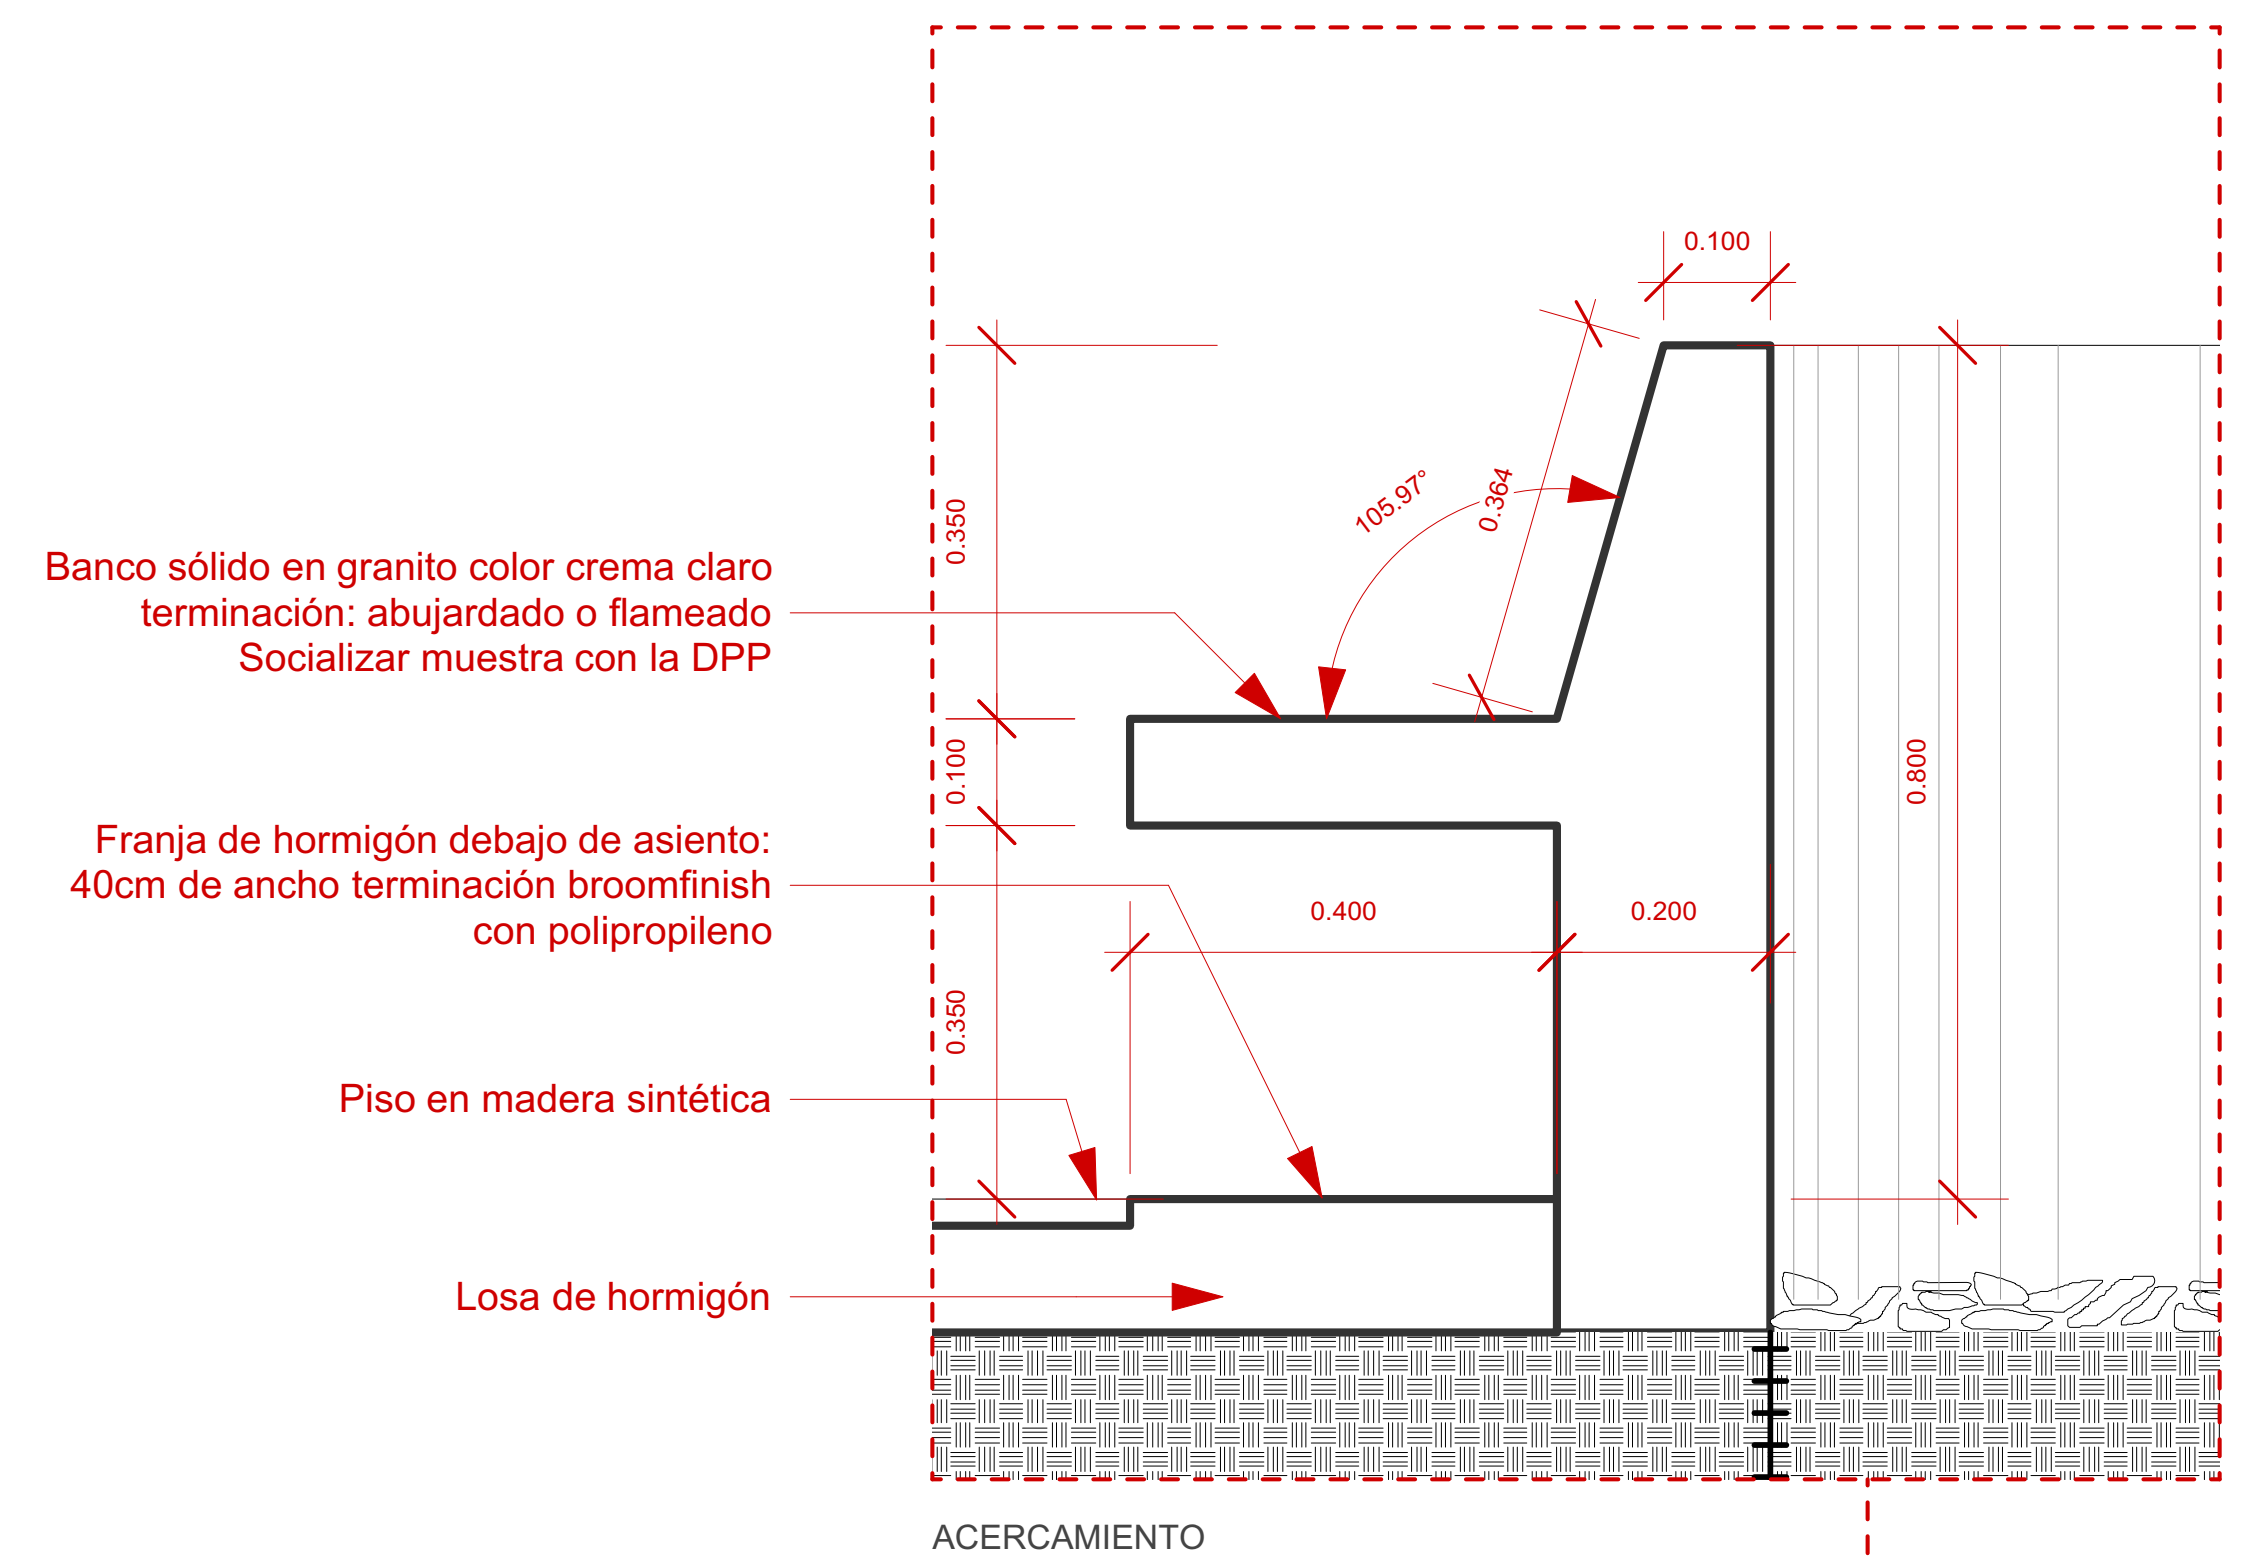 0.100
0.364
105.97°
0.350
Banco sólido en granito color crema claro
terminación: abujardado o flameado
Socializar muestra con la DPP
0.100
0.800
Franja de hormigón debajo de asiento:
40cm de ancho terminación broomfinish
con polipropileno
0.400
0.200
0.350
Piso en madera sintética
Losa de hormigón
ACERCAMIENTO